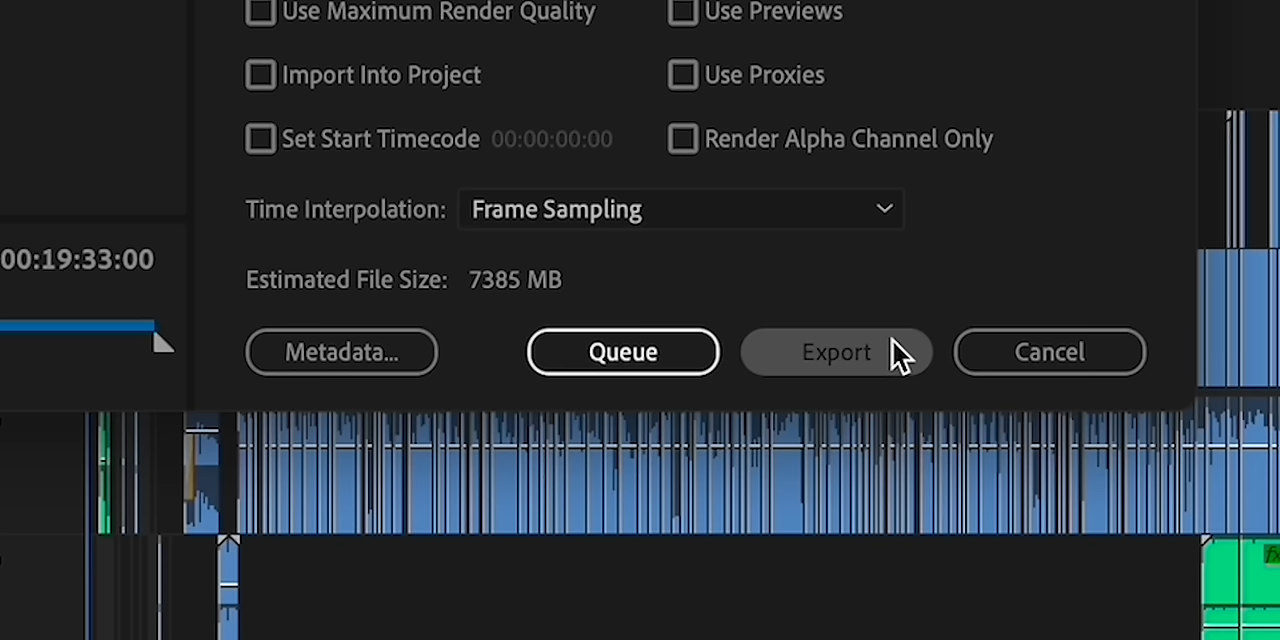 Use Maximum Render Quality
Use Previews
Import Into Project
Use Proxies
Set Start Timecode 00:00:00:00
Render Alpha Channel Only
Time Interpolation: Frame Sampling
00:19:33:00
Estimated File Size: 7385 MB
Metadata...
Queue
Export
Cancel
fx